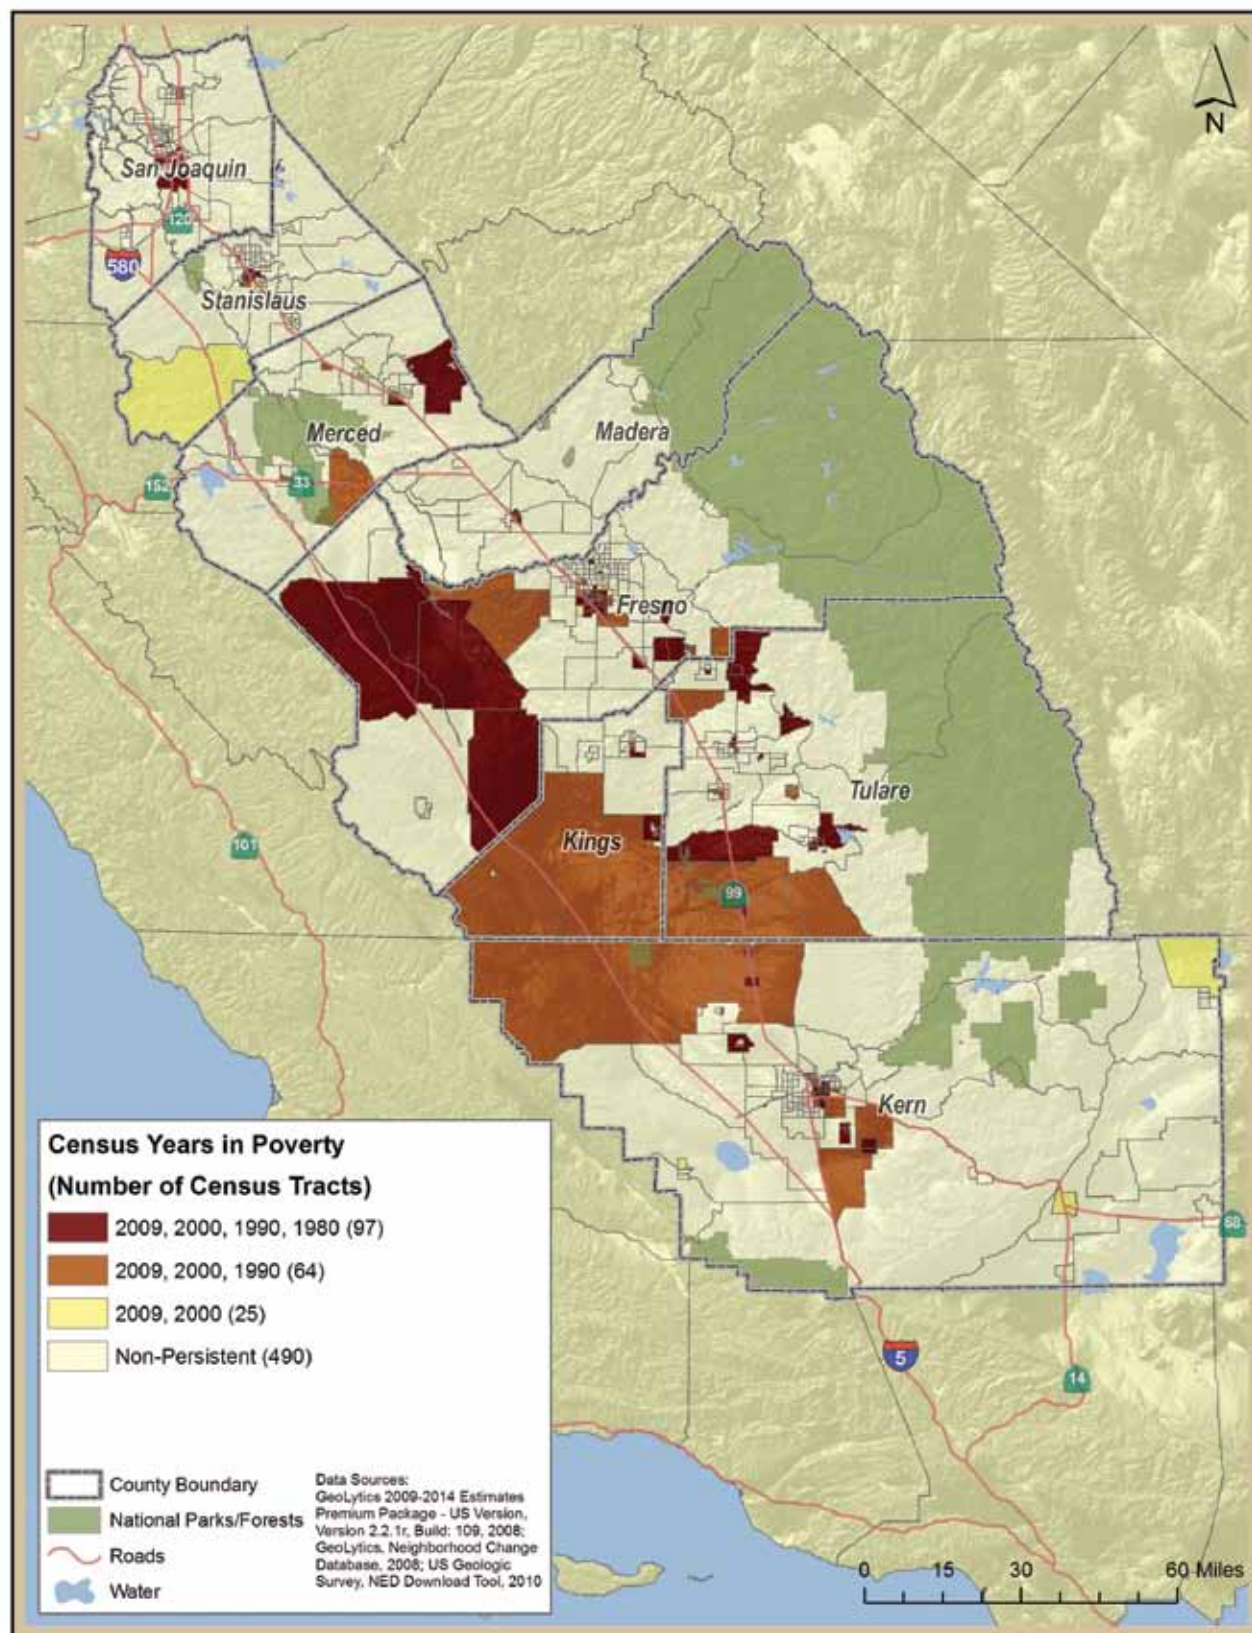 N
San Joaquin
120
580
Stanislaus
Merced
Madera
152
33
Fresno
Tulare
101
Kings
99
Kern
58
5
14
Census Years in Poverty
(Number of Census Tracts)
2009, 2000, 1990, 1980 (97)
2009, 2000, 1990 (64)
2009, 2000 (25)
Non-Persistent (490)
County Boundary
National Parks/Forests
Roads
Water
Data Sources:
GeoLytics 2009-2014 Estimates
Premium Package - US Version,
Version 2.2.1r, Build: 109, 2008;
GeoLytics, Neighborhood Change
Database, 2008; US Geologic
Survey, NED Download Tool, 2010
0 15 30 60 Miles